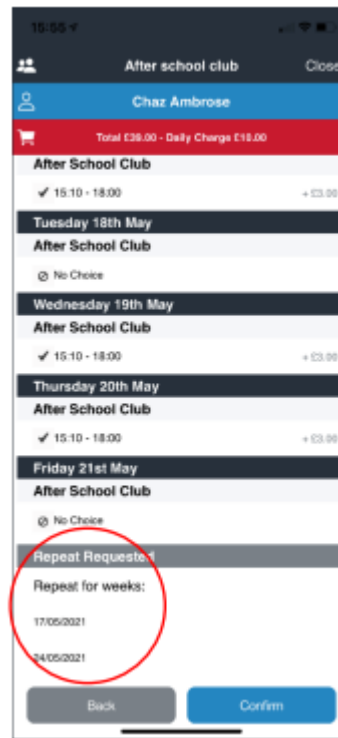 15:55
After school club Close
Chaz Ambrose
Total £39.00 - Daily Charge £10.00
After School Club
15:10 - 18:00 + £3.00
Tuesday 18th May
After School Club
No Choice
Wednesday 19th May
After School Club
15:10 - 18:00 + £3.00
Thursday 20th May
After School Club
15:10 - 18:00 + £3.00
Friday 21st May
After School Club
No Choice
Repeat Requested
Repeat for weeks:
17/05/2021
24/05/2021
Back Confirm